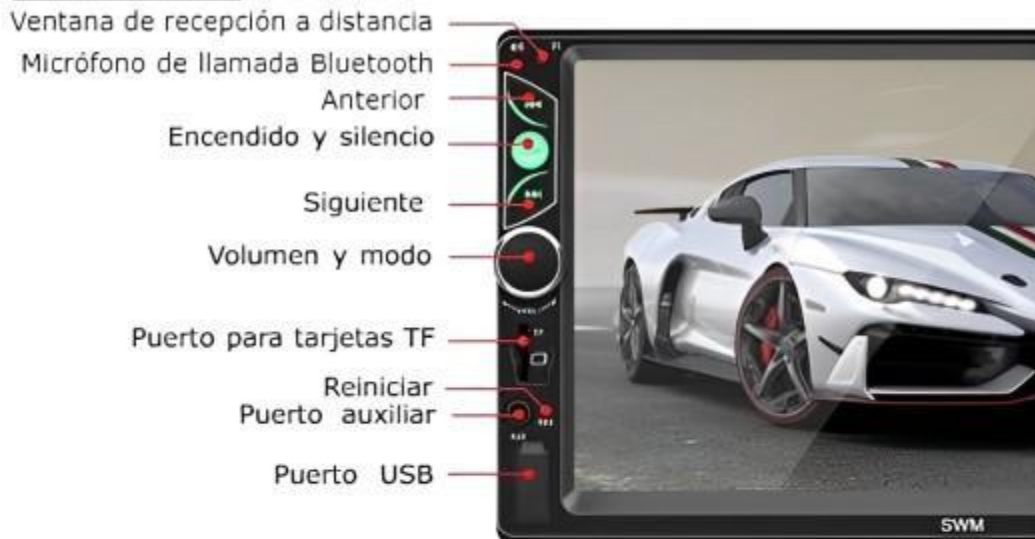 Ventana de recepción a distancia
Micrófono de llamada Bluetooth
Anterior
Encendido y silencio
Siguiente
Volumen y modo
Puerto para tarjetas TF
Reiniciar
Puerto auxiliar
Puerto USB
SWM